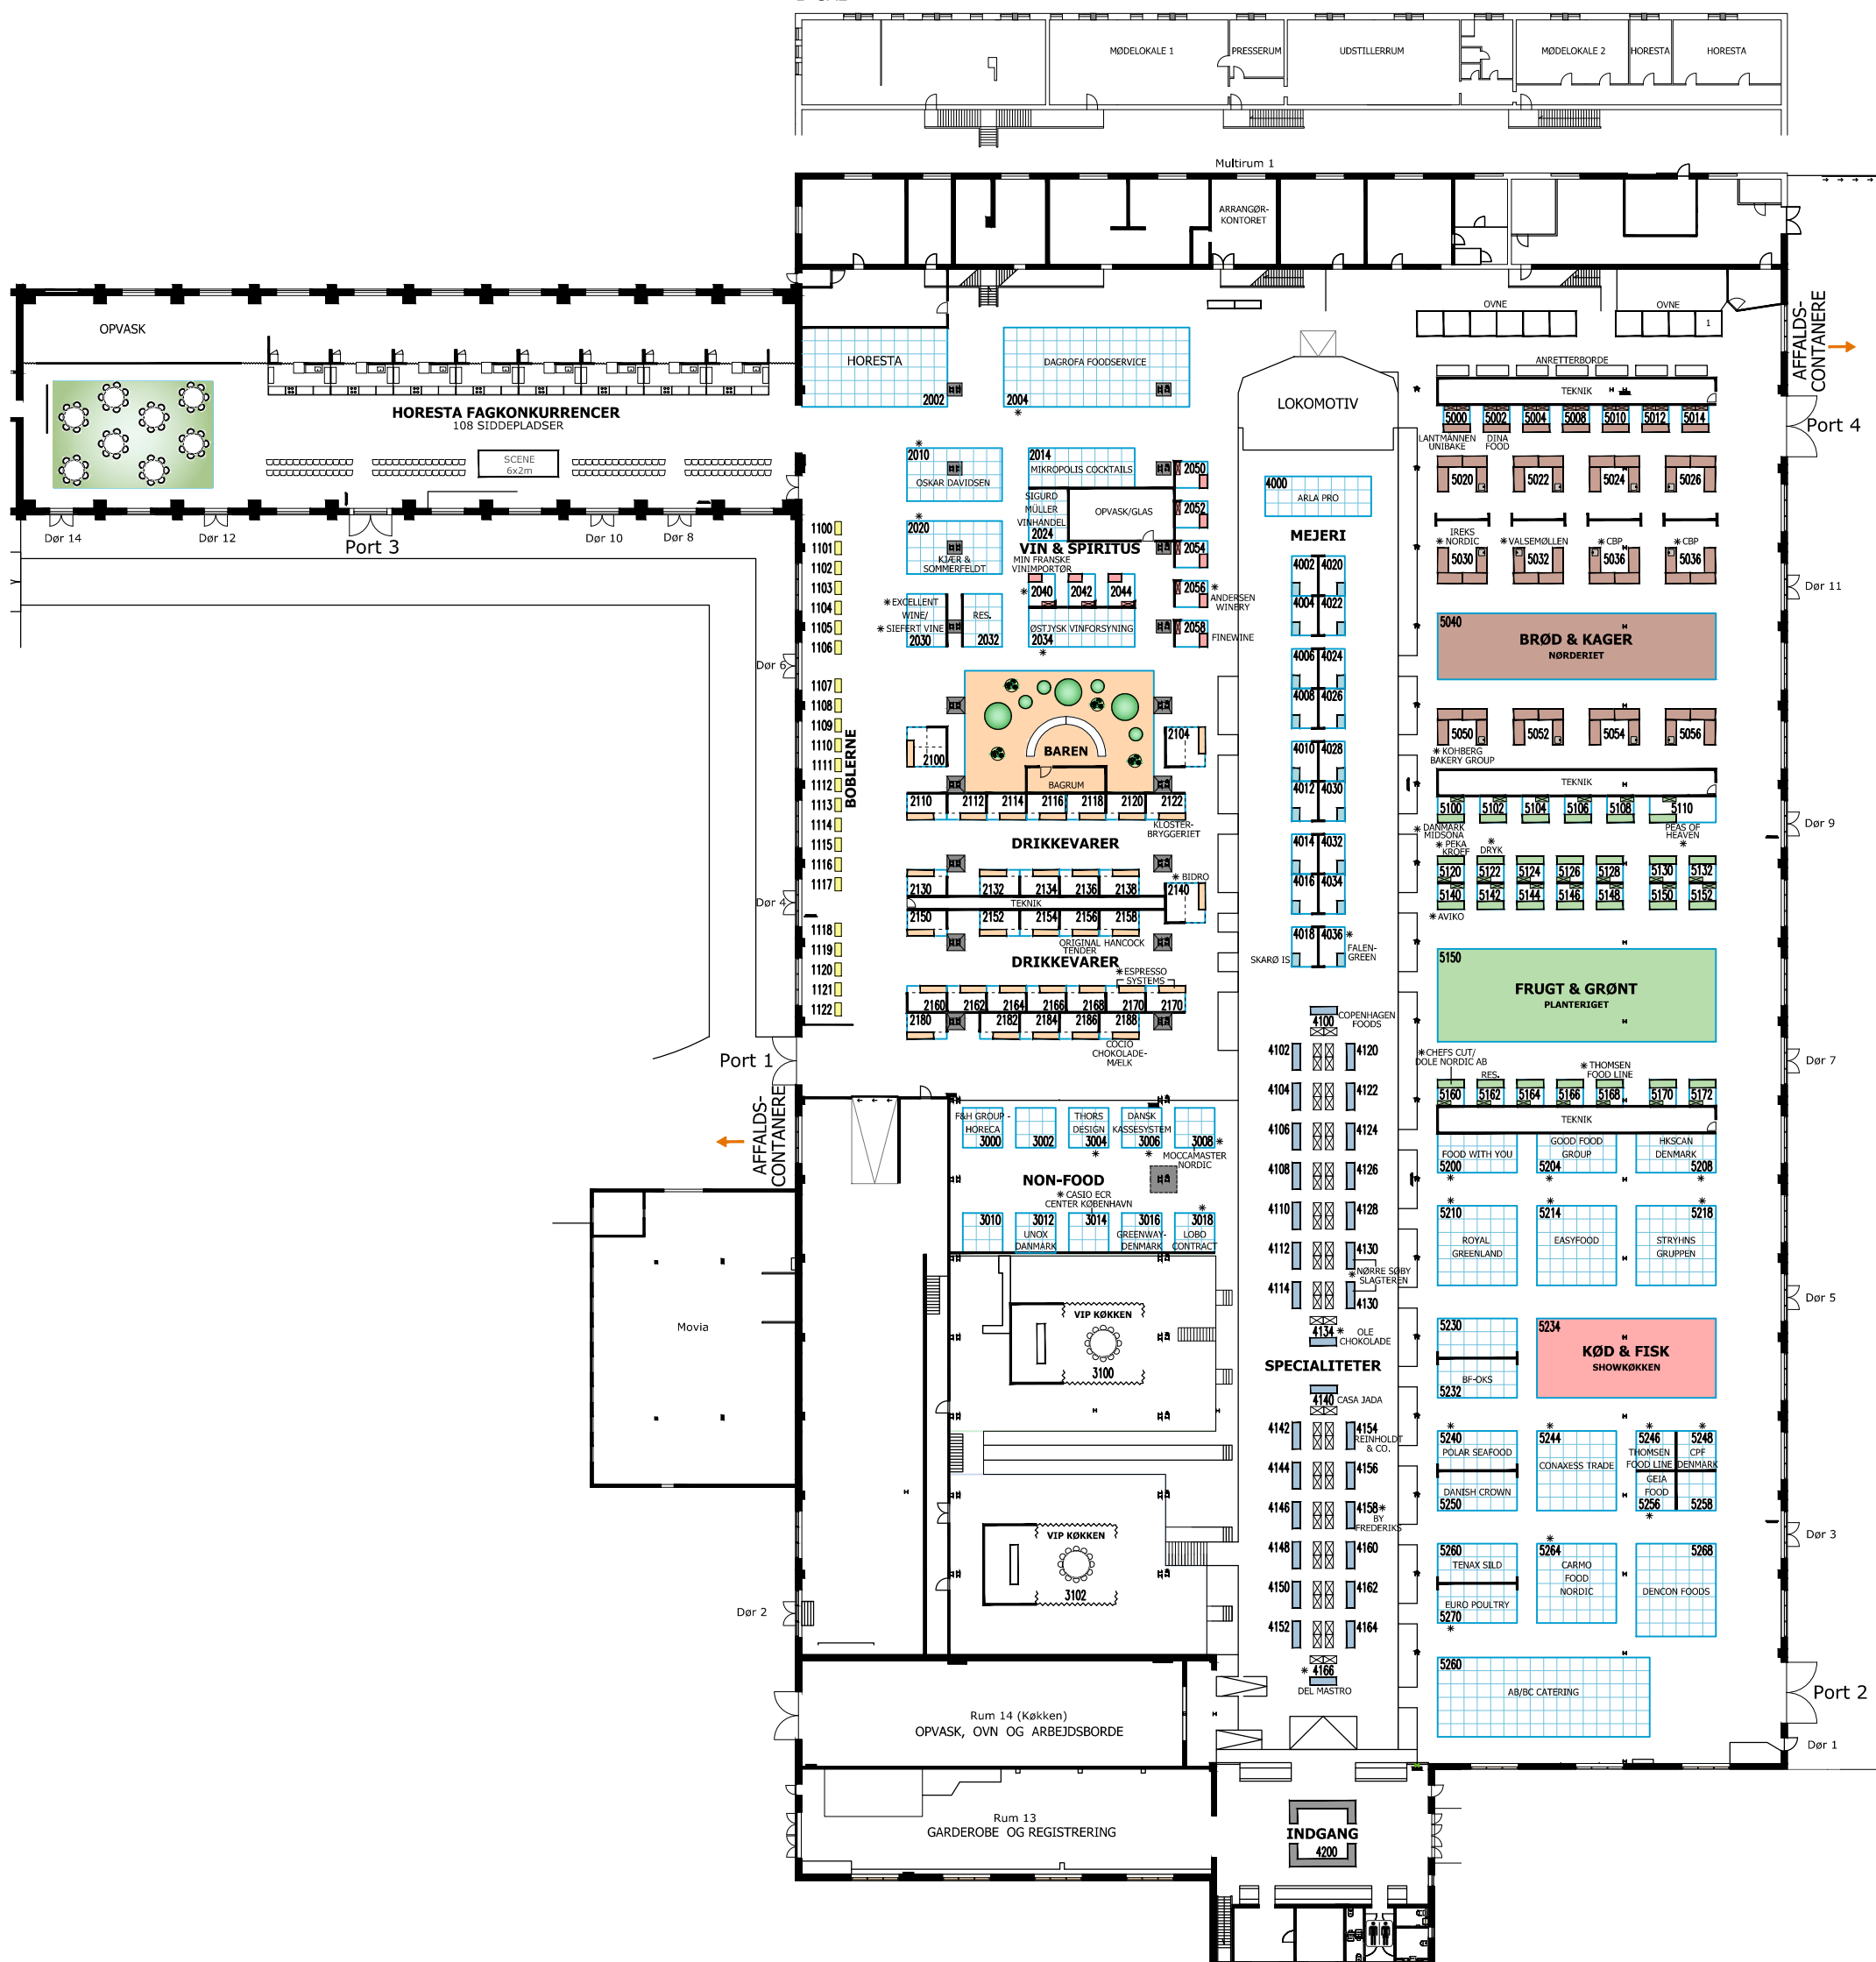 MØDELOKALE 1
PRESSERUM
UDSTILLERRUM
MØDELOKALE 2
HORESTA
HORESTA
Multirum 1
ARRANGØR-
KONTORET
OVNE
OVNE
1
AFFALDS-
CONTANERE
OPVASK
HORESTA
2002
DAGROFA FOODSERVICE
2004
LOKOMOTIV
ANRETTERBORDE
TEKNIK
HORESTA FAGKONKURRENCER
108 SIDDEPLADSER
SCENE
6x2m
5000
5002
5004
5008
5010
5012
5014
Port 4
LANTMÄNNEN
UNIBAKE
DINA
FOOD
Dør 14
Dør 12
Port 3
Dør 10
Dør 8
2010
OSKAR DAVIDSEN
2014
MIKROPOLIS COCKTAILS
SIGURD
MÜLLER
VINHANDEL
2024
OPVASK/GLAS
2020
KJÆR &
SOMMERFELDT
VIN & SPIRITUS
MIN FRANSKE
VINIMPORTØR
2040
2042
2044
2050
2052
2054
2056
ANDERSEN
WINERY
2058
FINEWINE
EXCELLENT
WINE/
SIEFERT VINE
2030
RES.
2032
ØSTJYSK VINFORSYNING
2034
4000
ARLA PRO
MEJERI
4002 4020
4004 4022
4006 4024
4008 4026
4010 4028
4012 4030
4014 4032
4016 4034
4018 4036
SKARØ IS
FALEN-
GREEN
5020
5022
5024
5026
IREKS
NORDIC
5030
VALSEMØLLEN
5032
CBP
5036
CBP
5036
Dør 11
5040
BRØD & KAGER
NØRDERIET
5050
5052
5054
5056
KOHBERG
BAKERY GROUP
TEKNIK
5100
5102
5104
5106
5108
5110
DANMARK
MIDSONA
PEKA
KROEF
DRYK
PEAS OF
HEAVEN
Dør 9
5120
5122
5124
5126
5128
5130
5132
5140
5142
5144
5146
5148
5150
5152
AVIKO
5150
FRUGT & GRØNT
PLANTERIGET
CHEFS CUT/
DOLE NORDIC AB
RES.
THOMSEN
FOOD LINE
Dør 7
5160
5162
5164
5166
5168
5170
5172
TEKNIK
1100
1101
1102
1103
1104
1105
1106
Dør 6
1107
1108
1109
1110
1111
1112
1113
1114
1115
1116
1117
BOBLERNE
Dør 4
1118
1119
1120
1121
1122
2100
BAREN
BAGRUM
2104
2110
2112
2114
2116
2118
2120
2122
KLOSTER-
BRYGGERIET
DRIKKEVARER
2130
2132
2134
2136
2138
BIDRO
2140
TEKNIK
2150
2152
2154
2156
2158
ORIGINAL HANCOCK
TENDER
DRIKKEVARER
ESPRESSO
SYSTEMS
2160
2162
2164
2166
2168
2170
2170
2180
2182
2184
2186
2188
COCIO
CHOKOLADE-
MÆLK
Port 1
AFFALDS-
CONTANERE
F&H GROUP -
HORECA
3000
3002
THORS
DESIGN
3004
DANSK
KASSESYSTEM
3006
3008
MOCCAMASTER
NORDIC
NON-FOOD
CASIO ECR
CENTER KØBENHAVN
3010
3012
UNOX
DANMARK
3014
3016
GREENWAY-
DENMARK
3018
LOBO
CONTRACT
Movia
VIP KØKKEN
3100
VIP KØKKEN
3102
Dør 2
4100
COPENHAGEN
FOODS
4102
4120
4104
4122
4106
4124
4108
4126
4110
4128
4112
4130
NØRRE SØBY
SLAGTEREN
4114
4130
4134
OLE
CHOKOLADE
SPECIALITETER
4140
CASA JADA
4142
4154
REINHOLDT
& CO.
4144
4156
4146
4158
BY
FREDERIKS
4148
4160
4150
4162
4152
4164
4166
DEL MASTRO
FOOD WITH YOU
5200
GOOD FOOD
GROUP
5204
HKSCAN
DENMARK
5208
5210
ROYAL
GREENLAND
5214
EASYFOOD
5218
STRYHNS
GRUPPEN
Dør 5
5230
BF-OKS
5232
5234
KØD & FISK
SHOWKØKKEN
5240
POLAR SEAFOOD
DANISH CROWN
5250
5244
CONAXESS TRADE
5246
THOMSEN
FOOD LINE
5248
CPF
DENMARK
GEIA
FOOD
5256
5258
Dør 3
5260
TENAX SILD
EURO POULTRY
5270
5264
CARMO
FOOD
NORDIC
5268
DENCON FOODS
5260
AB/BC CATERING
Port 2
Dør 1
Rum 14 (Køkken)
OPVASK, OVN OG ARBEJDSBORDE
Rum 13
GARDEROBE OG REGISTRERING
INDGANG
4200